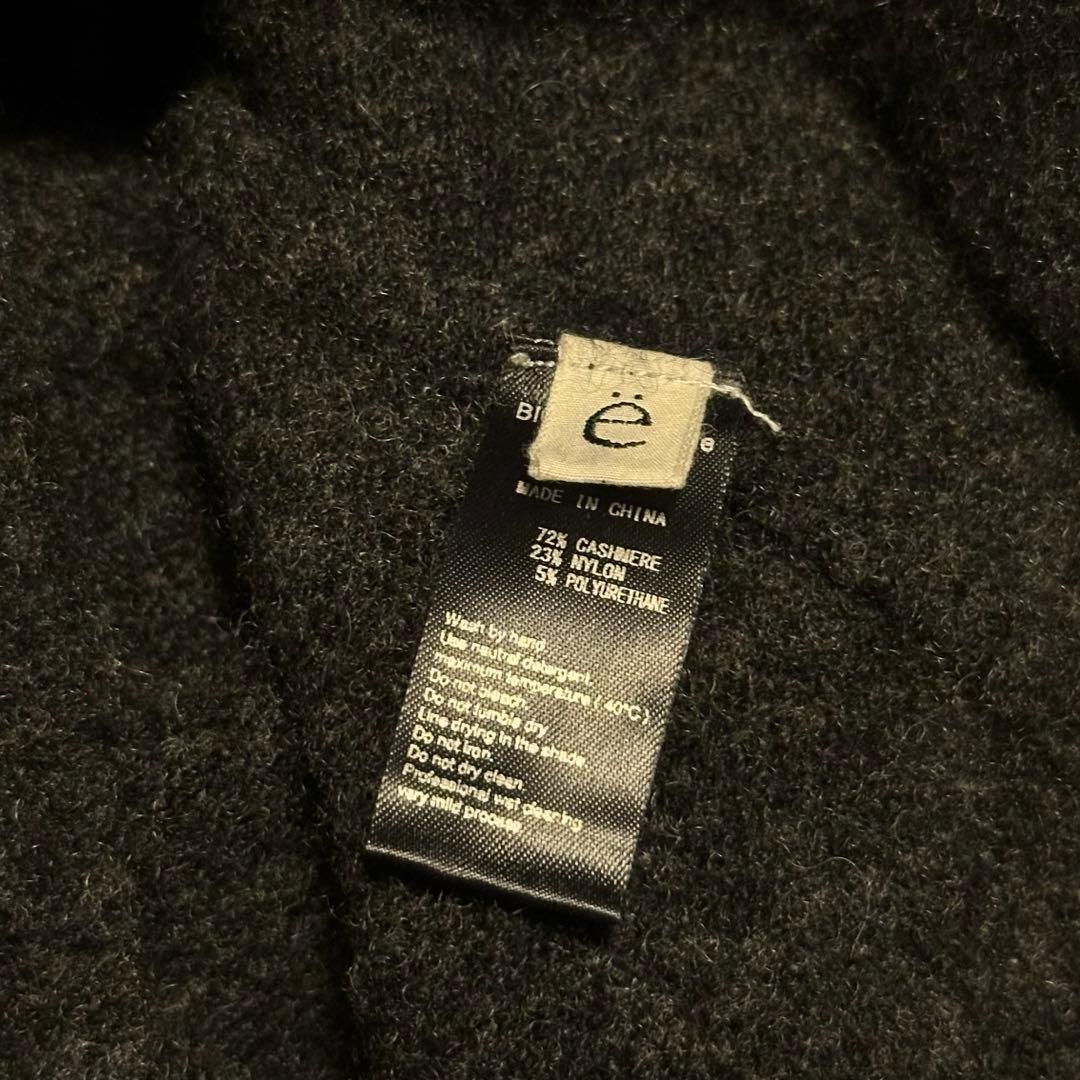 ë
Bl
e
MADE IN CHINA
72% CASHMERE
23% NYLON
5% POLYURETHANE
Wash by hand
Use neutral detergent
maximum temperature (40°C)
Do not bleach
Do not tumble dry
Line drying in the shade
Do not iron
Do not dry clean
Professional wet cleaning
very mild process